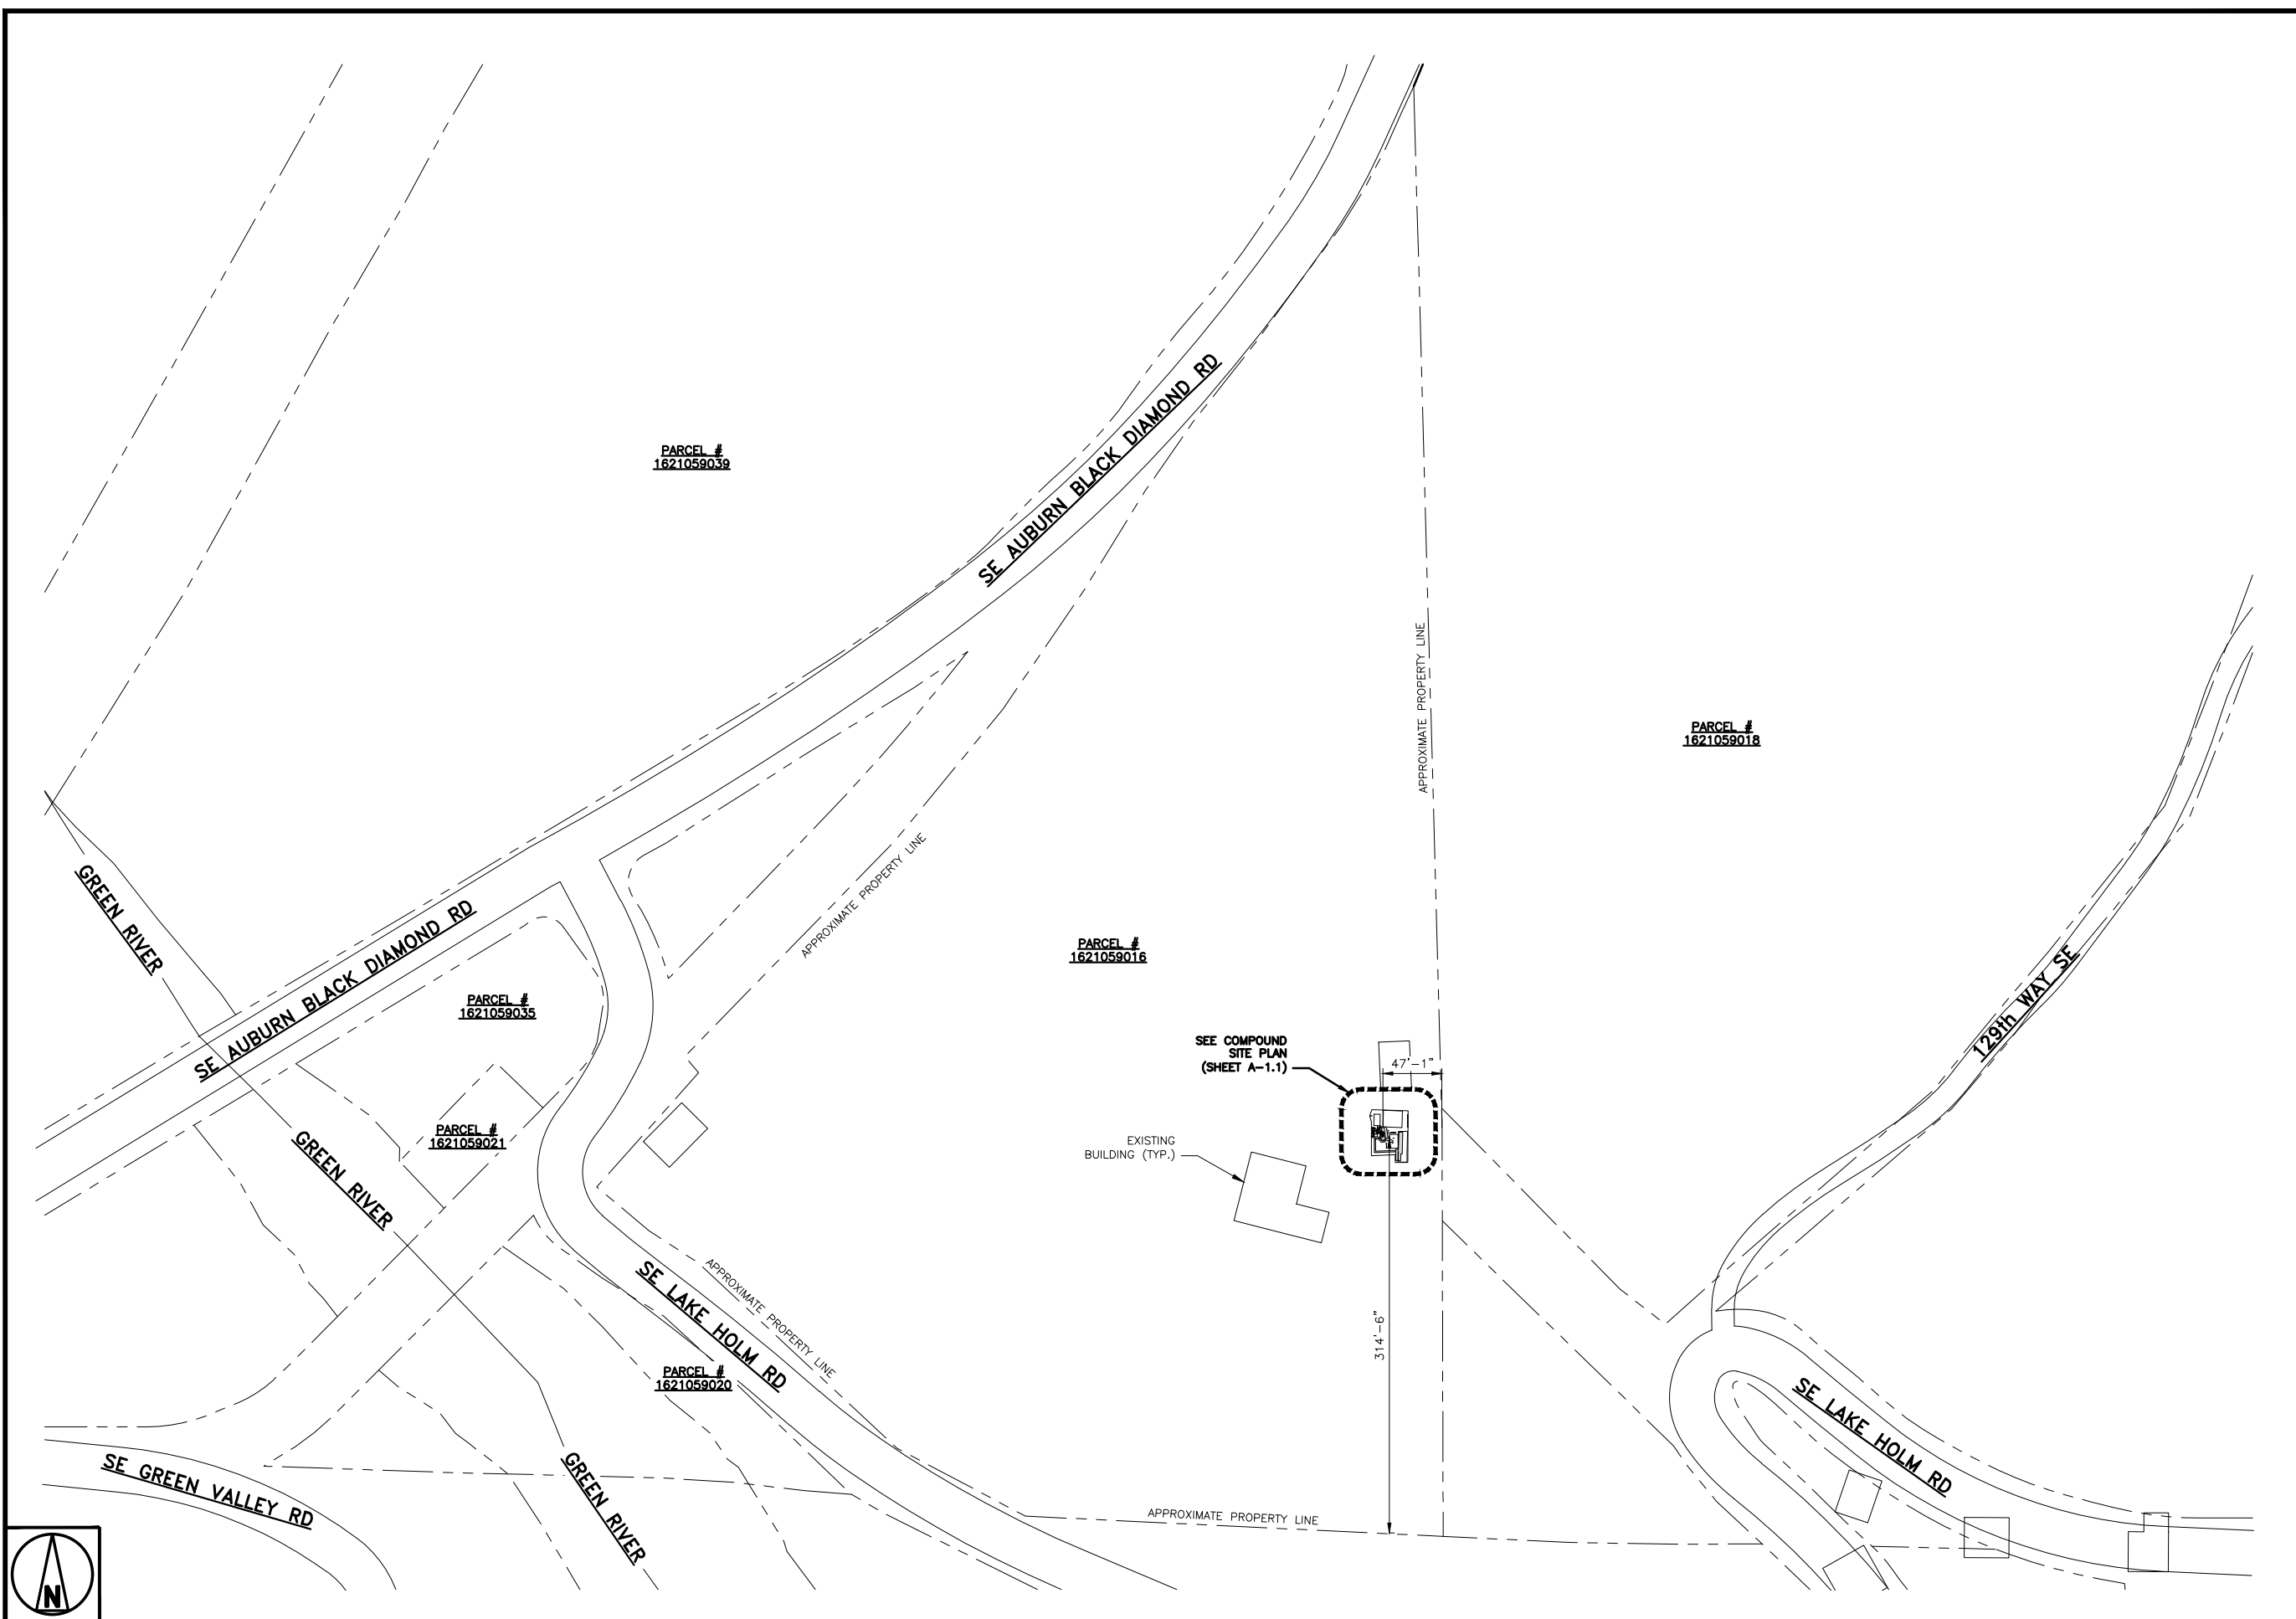 SE AUBURN BLACK DIAMOND RD
PARCEL #
1621059039
APPROXIMATE PROPERTY LINE
PARCEL #
1621059018
APPROXIMATE PROPERTY LINE
GREEN RIVER
SE AUBURN BLACK DIAMOND RD
PARCEL #
1621059016
PARCEL #
1621059035
129th WAY SE
SEE COMPOUND
SITE PLAN
(SHEET A-1.1)
47'-1"
PARCEL #
1621059021
GREEN RIVER
EXISTING
BUILDING (TYP.)
APPROXIMATE PROPERTY LINE
SE LAKE HOLM RD
314'-6"
PARCEL #
1621059020
SE LAKE HOLM RD
SE GREEN VALLEY RD
GREEN RIVER
APPROXIMATE PROPERTY LINE
N